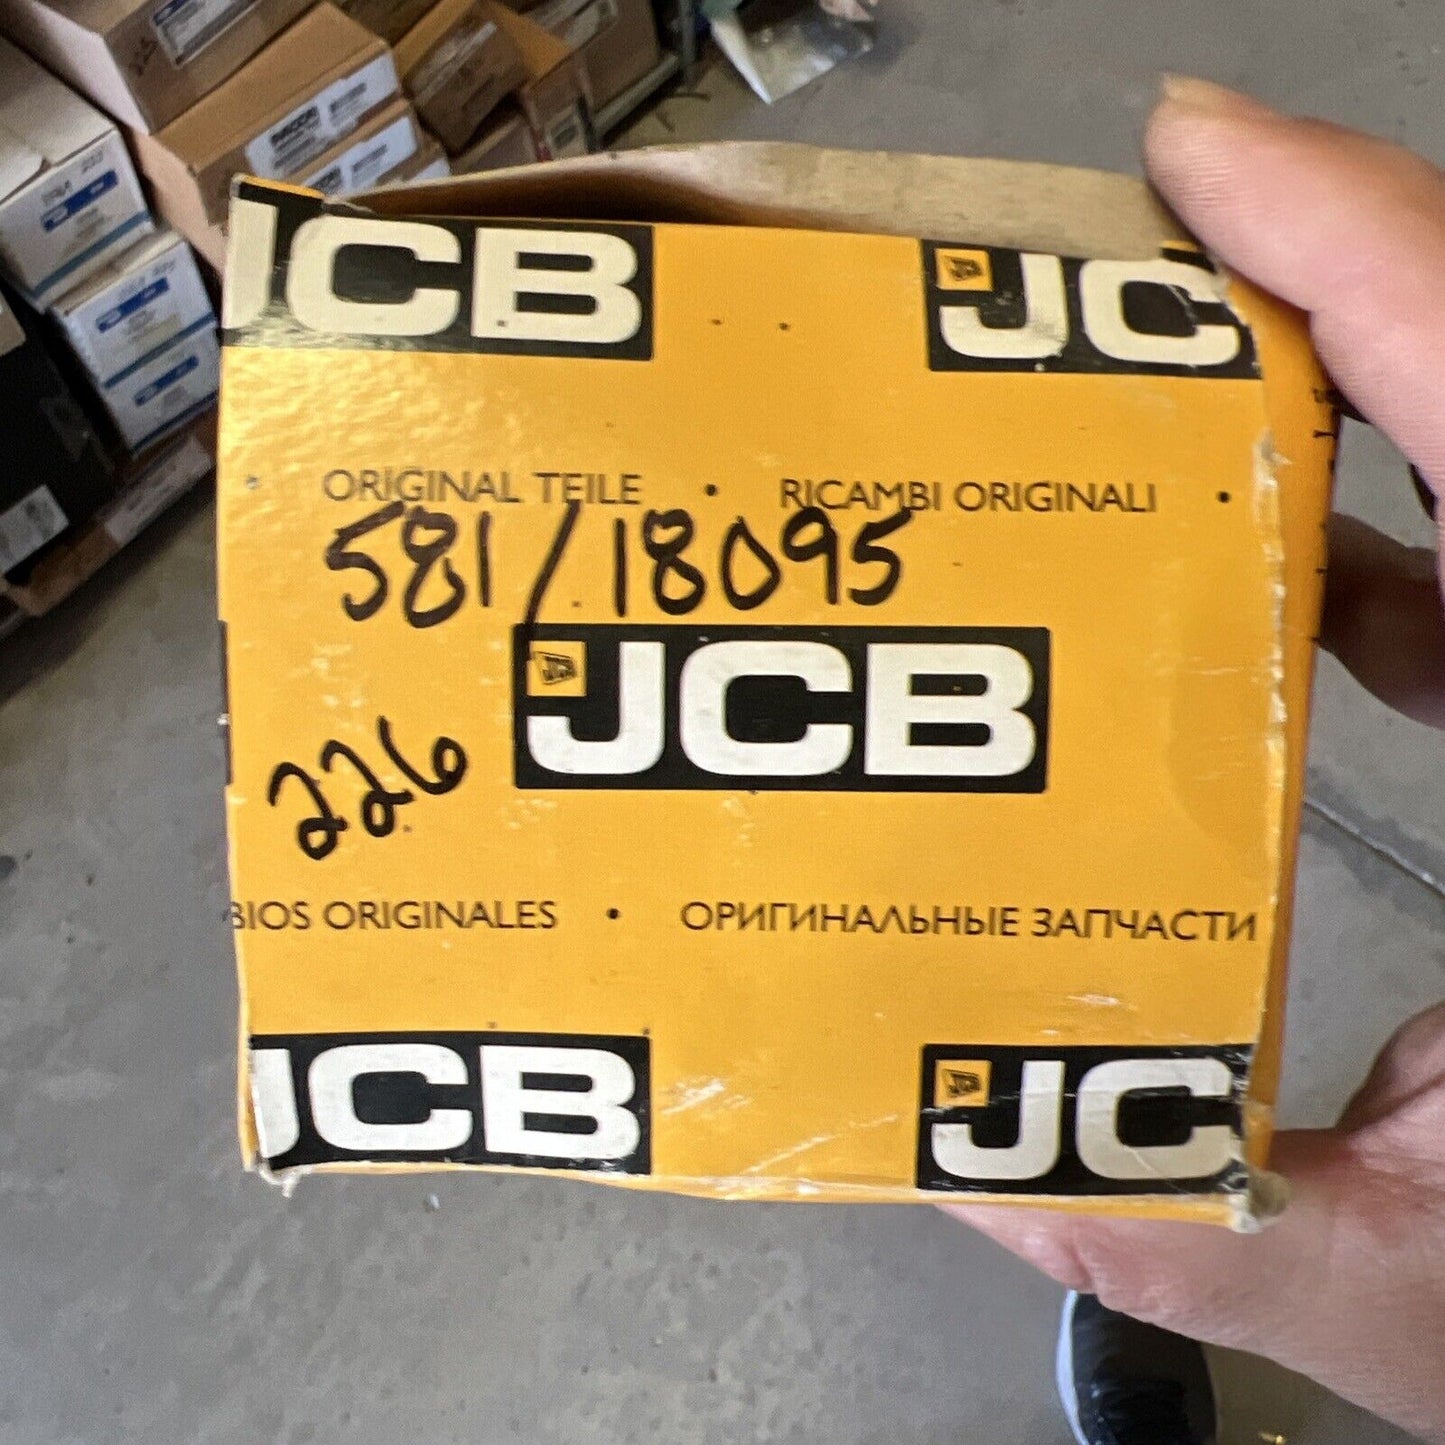 JCB JC
ORIGINAL TEILE • RICAMBI ORIGINALI •
581/18095
JCB
226
BIOS ORIGINALES • ОРИГИНАЛЬНЫЕ ЗАПЧАСТИ
JCB JC